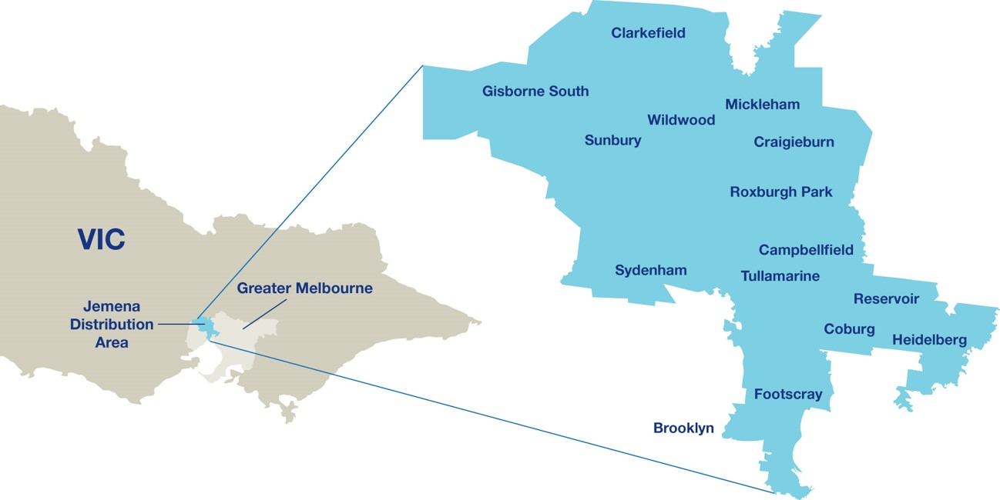 VIC
Greater Melbourne
Jemena
Distribution
Area
Clarkefield
Gisborne South
Mickleham
Wildwood
Sunbury
Craigieburn
Roxburgh Park
Campbellfield
Sydenham
Tullamarine
Reservoir
Coburg
Heidelberg
Footscray
Brooklyn